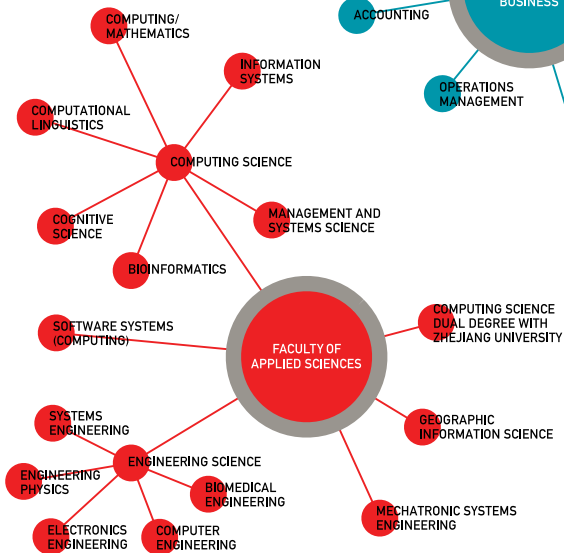 BUSINESS
ACCOUNTING
OPERATIONS
MANAGEMENT
COMPUTING/
MATHEMATICS
INFORMATION
SYSTEMS
COMPUTATIONAL
LINGUISTICS
COMPUTING SCIENCE
COGNITIVE
SCIENCE
MANAGEMENT AND
SYSTEMS SCIENCE
BIOINFORMATICS
SOFTWARE SYSTEMS
(COMPUTING)
FACULTY OF
APPLIED SCIENCES
COMPUTING SCIENCE
DUAL DEGREE WITH
ZHEJIANG UNIVERSITY
GEOGRAPHIC
INFORMATION SCIENCE
MECHATRONIC SYSTEMS
ENGINEERING
SYSTEMS
ENGINEERING
ENGINEERING SCIENCE
ENGINEERING
PHYSICS
BIOMEDICAL
ENGINEERING
ELECTRONICS
ENGINEERING
COMPUTER
ENGINEERING